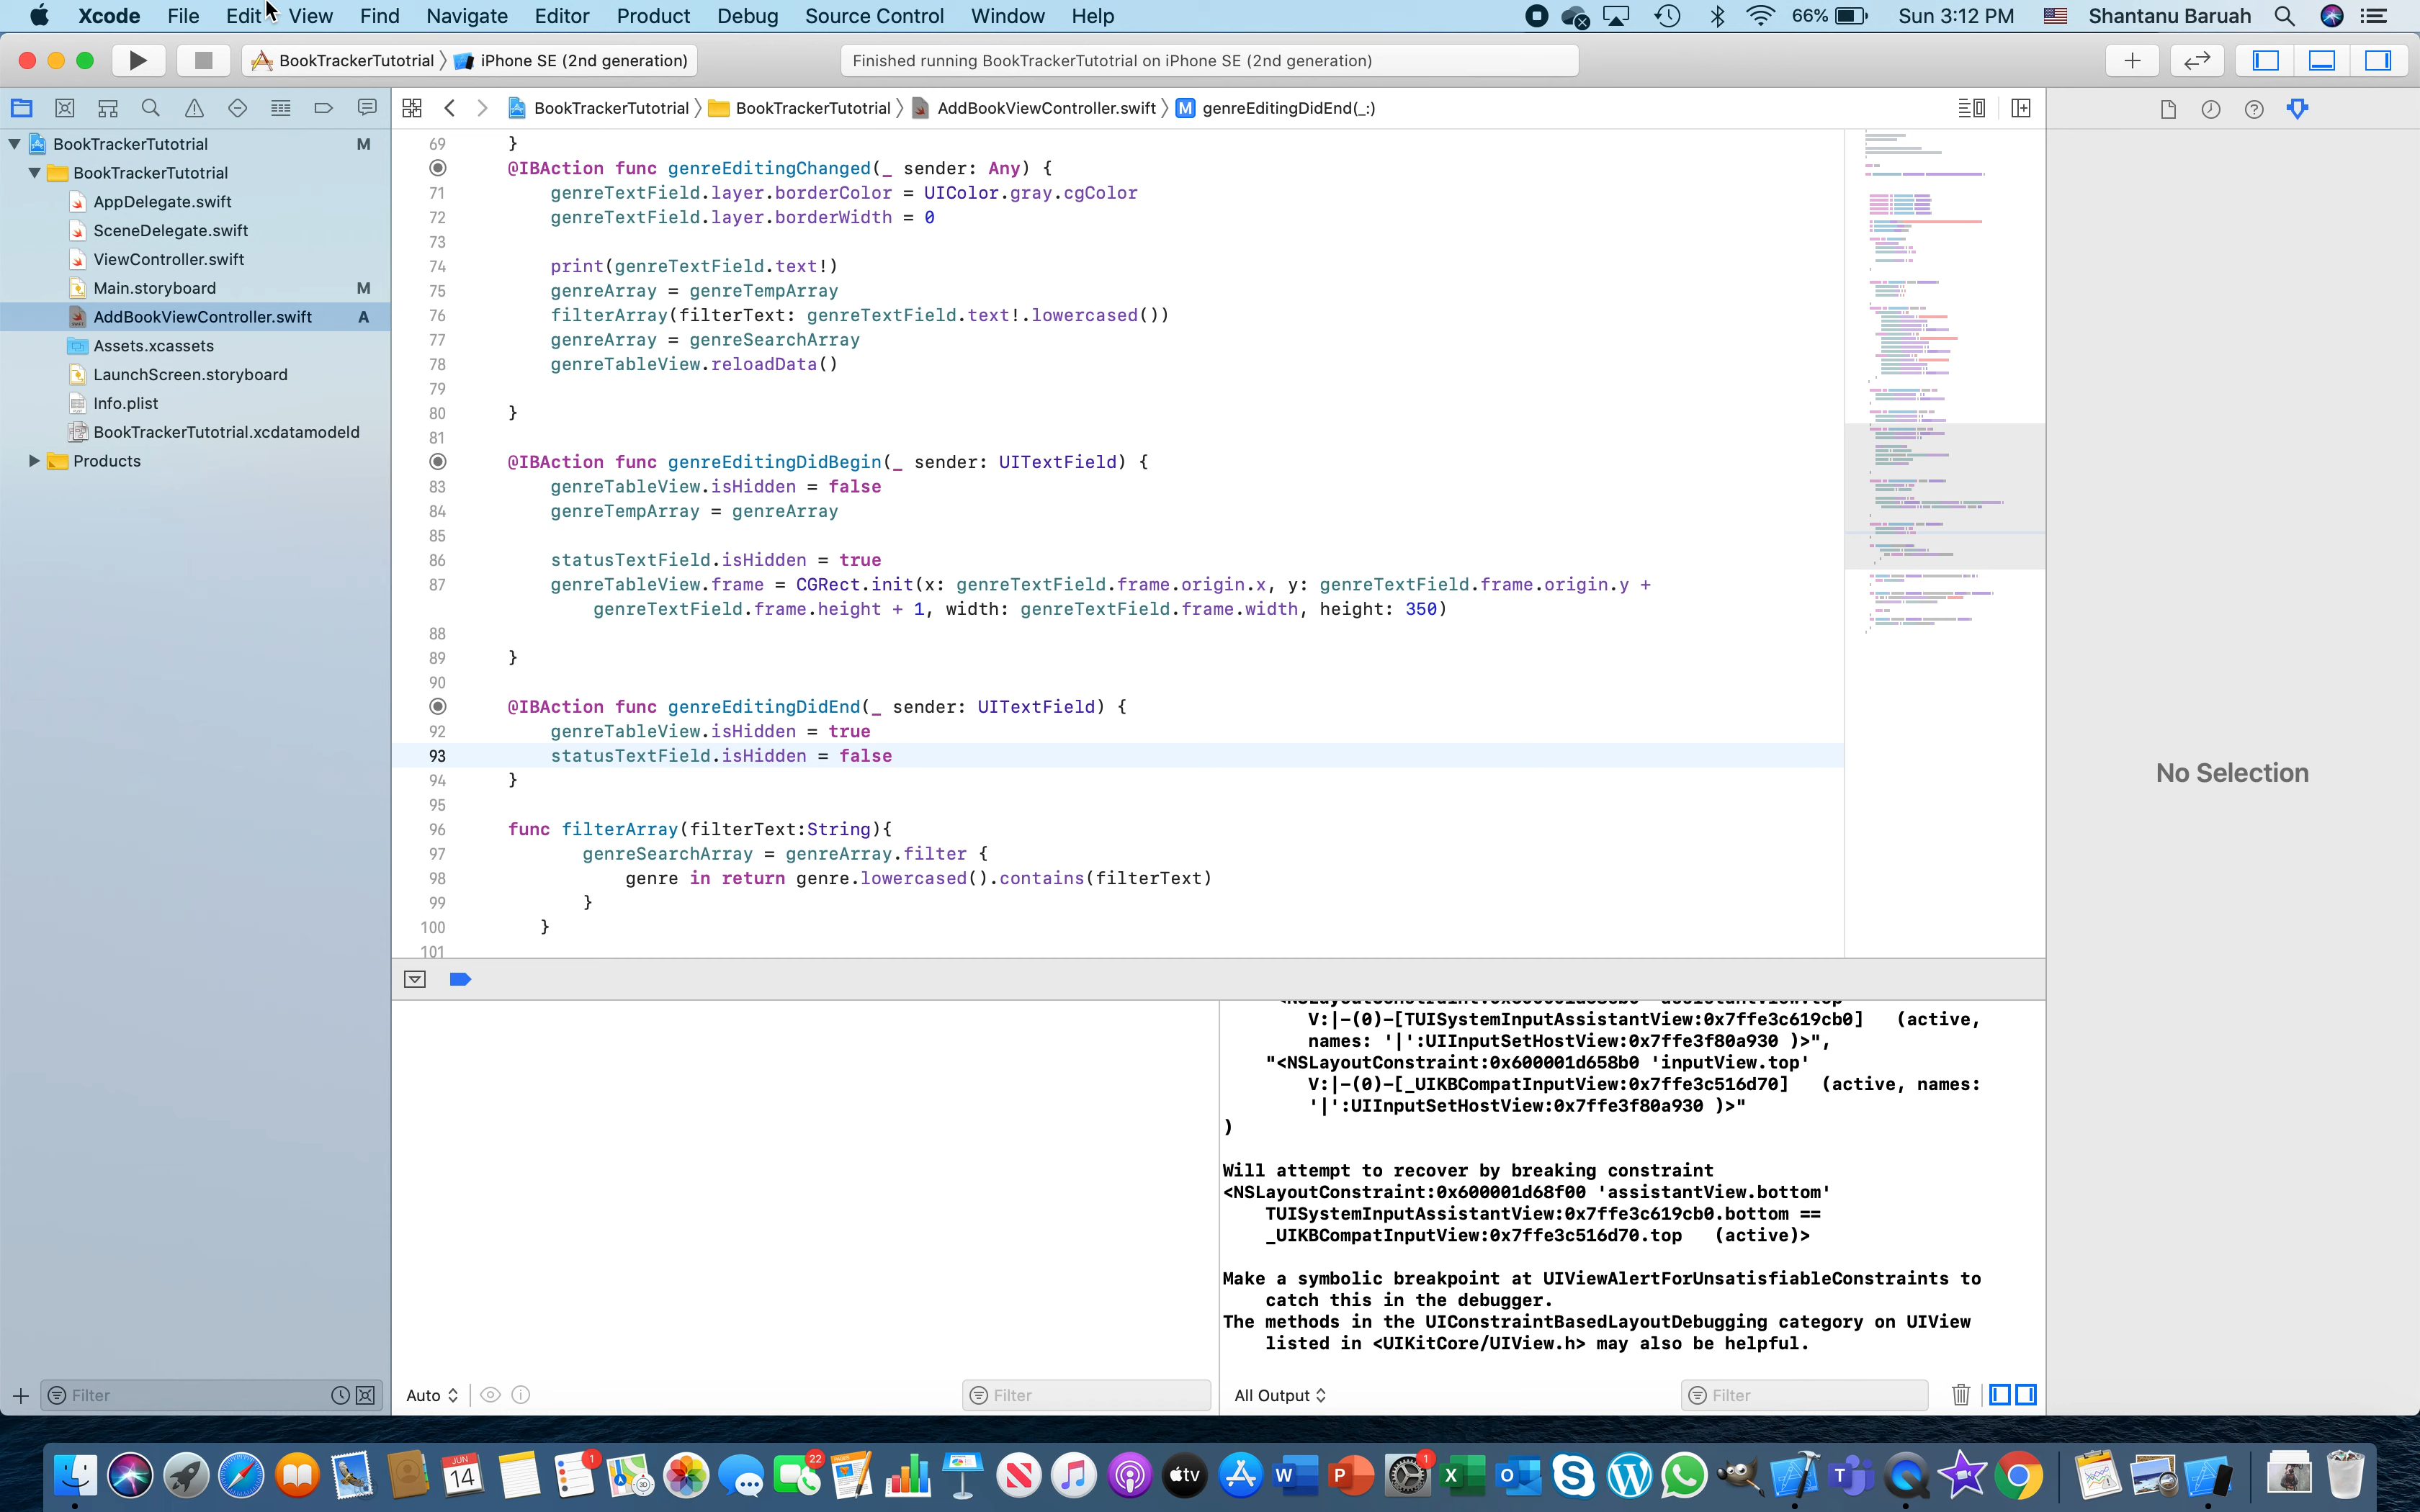 Xcode File Edit View Find Navigate Editor Product Debug Source Control Window Help 66% Sun 3:12 PM Shantanu Baruah
BookTrackerTutotrial iPhone SE (2nd generation) Finished running BookTrackerTutotrial on iPhone SE (2nd generation)
BookTrackerTutotrial BookTrackerTutotrial AddBookViewController.swift M genreEditingDidEnd(_:)
BookTrackerTutotrial M
BookTrackerTutotrial
AppDelegate.swift
SceneDelegate.swift
ViewController.swift
Main.storyboard M
AddBookViewController.swift A
Assets.xcassets
LaunchScreen.storyboard
Info.plist
BookTrackerTutotrial.xcdatamodeld
Products
69 }
@IBAction func genreEditingChanged(_ sender: Any) {
71 genreTextField.layer.borderColor = UIColor.gray.cgColor
72 genreTextField.layer.borderWidth = 0
73
74 print(genreTextField.text!)
75 genreArray = genreTempArray
76 filterArray(filterText: genreTextField.text!.lowercased())
77 genreArray = genreSearchArray
78 genreTableView.reloadData()
79
80 }
81
@IBAction func genreEditingDidBegin(_ sender: UITextField) {
83 genreTableView.isHidden = false
84 genreTempArray = genreArray
85
86 statusTextField.isHidden = true
87 genreTableView.frame = CGRect.init(x: genreTextField.frame.origin.x, y: genreTextField.frame.origin.y +
genreTextField.frame.height + 1, width: genreTextField.frame.width, height: 350)
88
89 }
90
@IBAction func genreEditingDidEnd(_ sender: UITextField) {
92 genreTableView.isHidden = true
93 statusTextField.isHidden = false
94 }
95
96 func filterArray(filterText:String){
97 genreSearchArray = genreArray.filter {
98 genre in return genre.lowercased().contains(filterText)
99 }
100 }
101
No Selection
V:|-(0)-[TUISystemInputAssistantView:0x7ffe3c619cb0] (active,
names: '|':UIInputSetHostView:0x7ffe3f80a930 )>",
"<NSLayoutConstraint:0x600001d658b0 'inputView.top'
V:|-(0)-[_UIKBCompatInputView:0x7ffe3c516d70] (active, names:
'|':UIInputSetHostView:0x7ffe3f80a930 )>"
)
Will attempt to recover by breaking constraint
<NSLayoutConstraint:0x600001d68f00 'assistantView.bottom'
TUISystemInputAssistantView:0x7ffe3c619cb0.bottom ==
_UIKBCompatInputView:0x7ffe3c516d70.top (active)>
Make a symbolic breakpoint at UIViewAlertForUnsatisfiableConstraints to
catch this in the debugger.
The methods in the UIConstraintBasedLayoutDebugging category on UIView
listed in <UIKitCore/UIView.h> may also be helpful.
Filter Auto Filter All Output Filter
JUN 14 1 22 tv W P 1 X O S